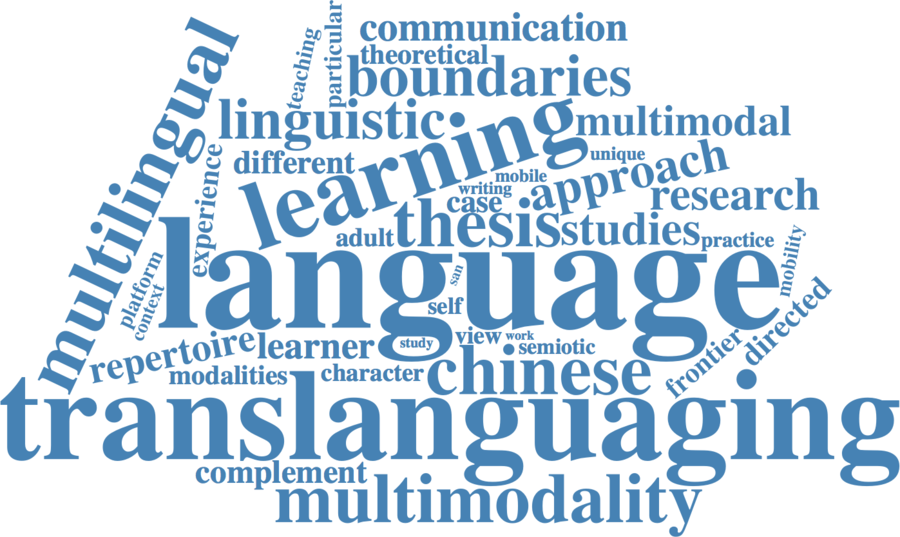 communication
theoretical
teaching
particular
boundaries
multilingual
linguistic
learning
multimodal
different
experience
unique
mobile
approach
writing
case
research
adult
thesis
studies
practice
language
san
self
mobility
platform
context
directed
repertoire
learner
study
view
work
semiotic
frontier
modalities
character
chinese
translanguaging
complement
multimodality